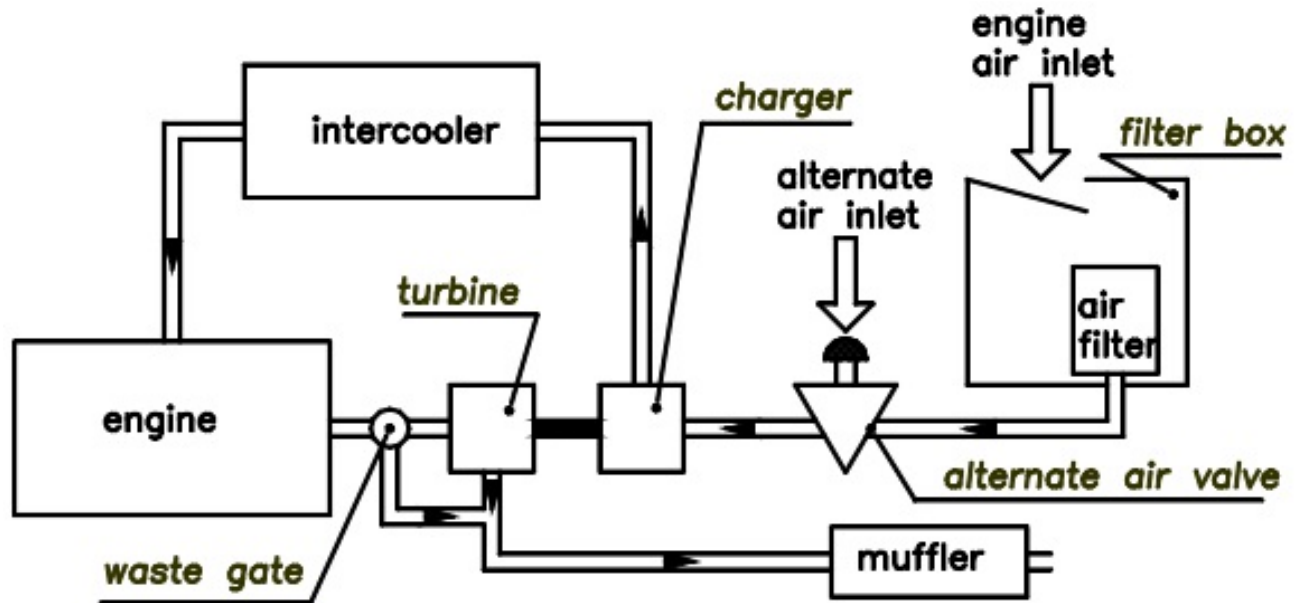 engine
air inlet
charger
filter box
intercooler
alternate
air inlet
turbine
air
filter
engine
alternate air valve
waste gate
muffler